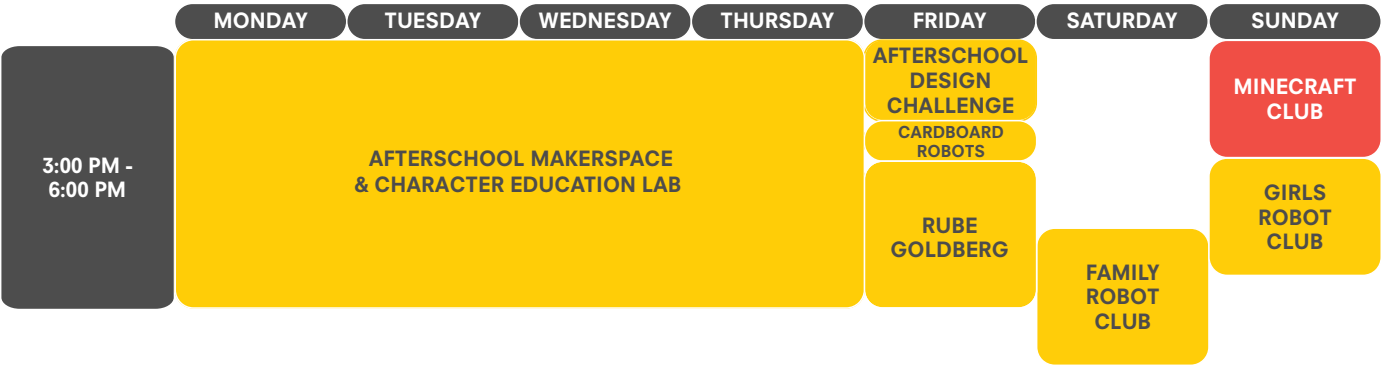 MONDAY
TUESDAY
WEDNESDAY
THURSDAY
FRIDAY
SATURDAY
SUNDAY
3:00 PM -
6:00 PM
AFTERSCHOOL MAKERSPACE
& CHARACTER EDUCATION LAB
AFTERSCHOOL
DESIGN
CHALLENGE
CARDBOARD
ROBOTS
RUBE
GOLDBERG
FAMILY
ROBOT
CLUB
MINECRAFT
CLUB
GIRLS
ROBOT
CLUB